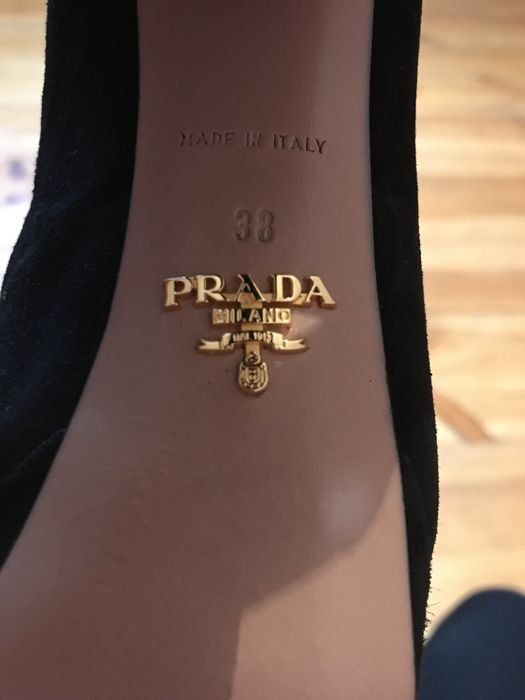 MADE IN ITALY
38
PRADA
MILANO
DAL 1913